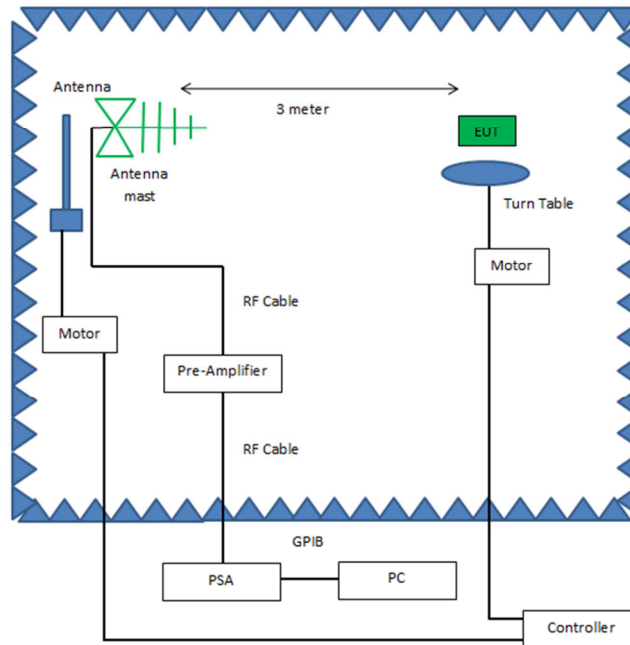 Antenna
3 meter
EUT
Antenna
mast
Turn Table
Motor
RF Cable
Motor
Pre-Amplifier
RF Cable
GPIB
PSA
PC
Controller